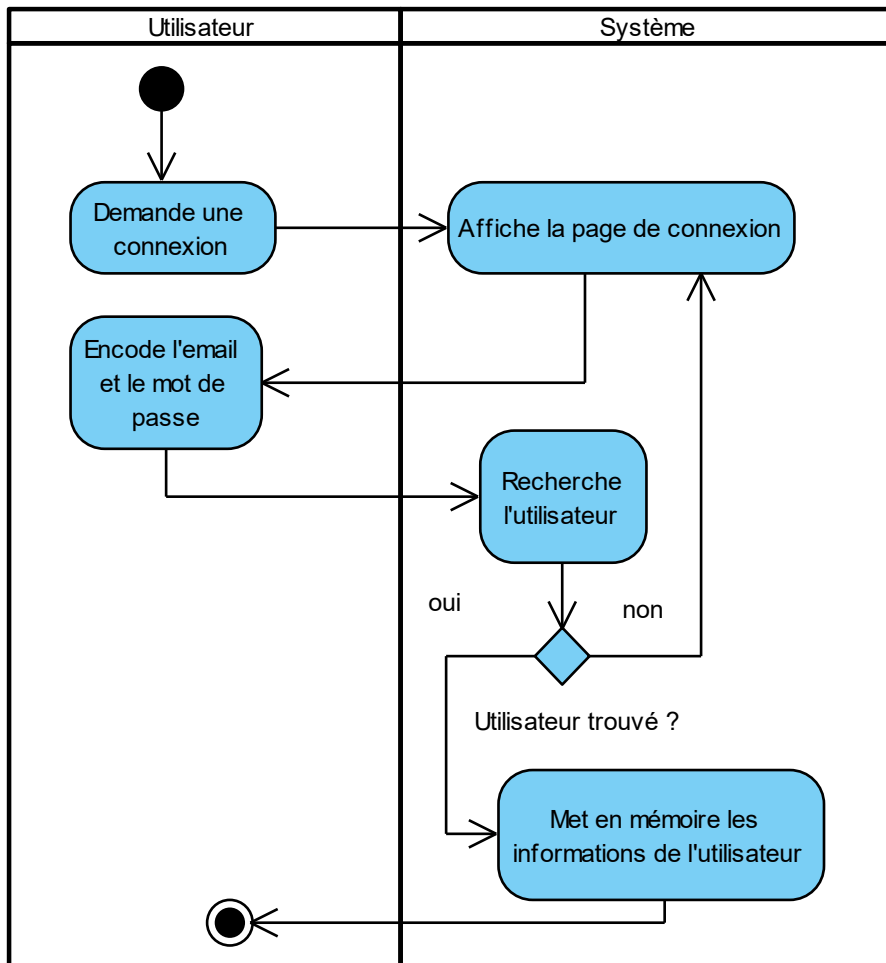 Utilisateur
Système
Demande une
connexion
Affiche la page de connexion
Encode l'email
et le mot de
passe
Recherche
l'utilisateur
oui
non
Utilisateur trouvé ?
Met en mémoire les
informations de l'utilisateur